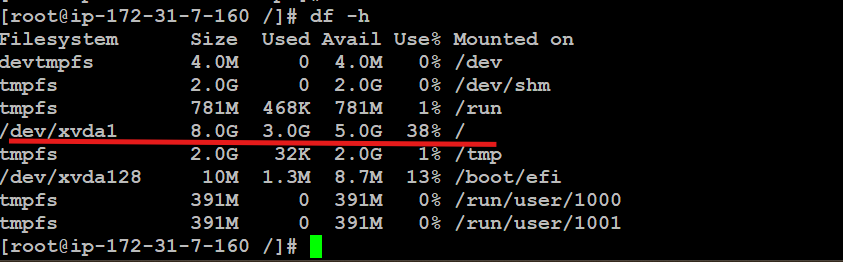 [root@ip-172-31-7-160 /]# df -h
Filesystem      Size  Used Avail Use% Mounted on
devtmpfs        4.0M     0  4.0M   0% /dev
tmpfs           2.0G     0  2.0G   0% /dev/shm
tmpfs           781M  468K  781M   1% /run
/dev/xvda1      8.0G  3.0G  5.0G  38% /
tmpfs           2.0G   32K  2.0G   1% /tmp
/dev/xvda128     10M  1.3M  8.7M  13% /boot/efi
tmpfs           391M     0  391M   0% /run/user/1000
tmpfs           391M     0  391M   0% /run/user/1001
[root@ip-172-31-7-160 /]#